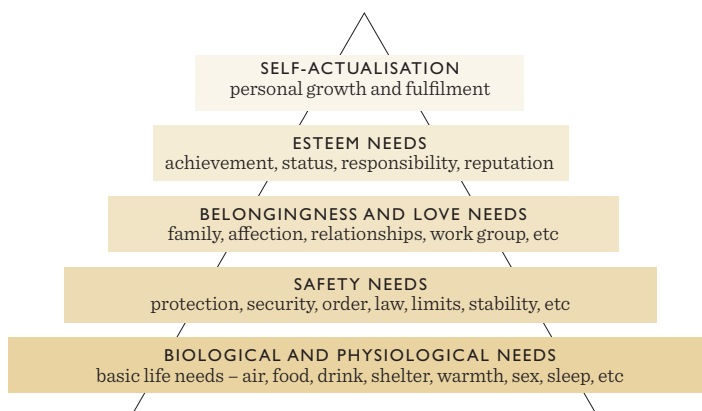 SELF-ACTUALISATION
personal growth and fulfilment
ESTEEM NEEDS
achievement, status, responsibility, reputation
BELONGINGNESS AND LOVE NEEDS
family, affection, relationships, work group, etc
SAFETY NEEDS
protection, security, order, law, limits, stability, etc
BIOLOGICAL AND PHYSIOLOGICAL NEEDS
basic life needs – air, food, drink, shelter, warmth, sex, sleep, etc